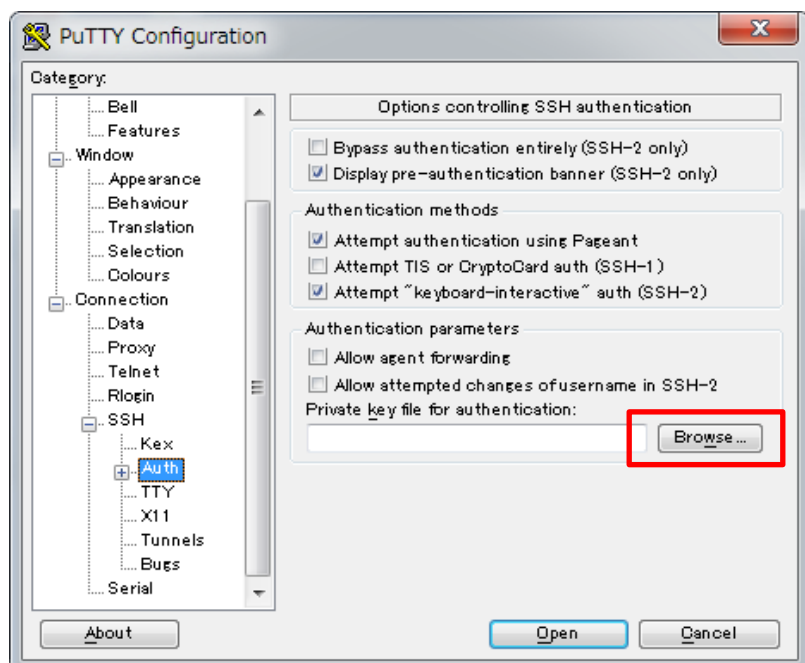 PuTTY Configuration
X
Category:
Bell
Features
Window
Appearance
Behaviour
Translation
Selection
Colours
Connection
Data
Proxy
Telnet
Rlogin
SSH
Kex
Auth
TTY
X11
Tunnels
Bugs
Serial
Options controlling SSH authentication
Bypass authentication entirely (SSH-2 only)
Display pre-authentication banner (SSH-2 only)
Authentication methods
Attempt authentication using Pageant
Attempt TIS or CryptoCard auth (SSH-1)
Attempt "keyboard-interactive" auth (SSH-2)
Authentication parameters
Allow agent forwarding
Allow attempted changes of username in SSH-2
Private key file for authentication:
Browse...
About
Open
Cancel